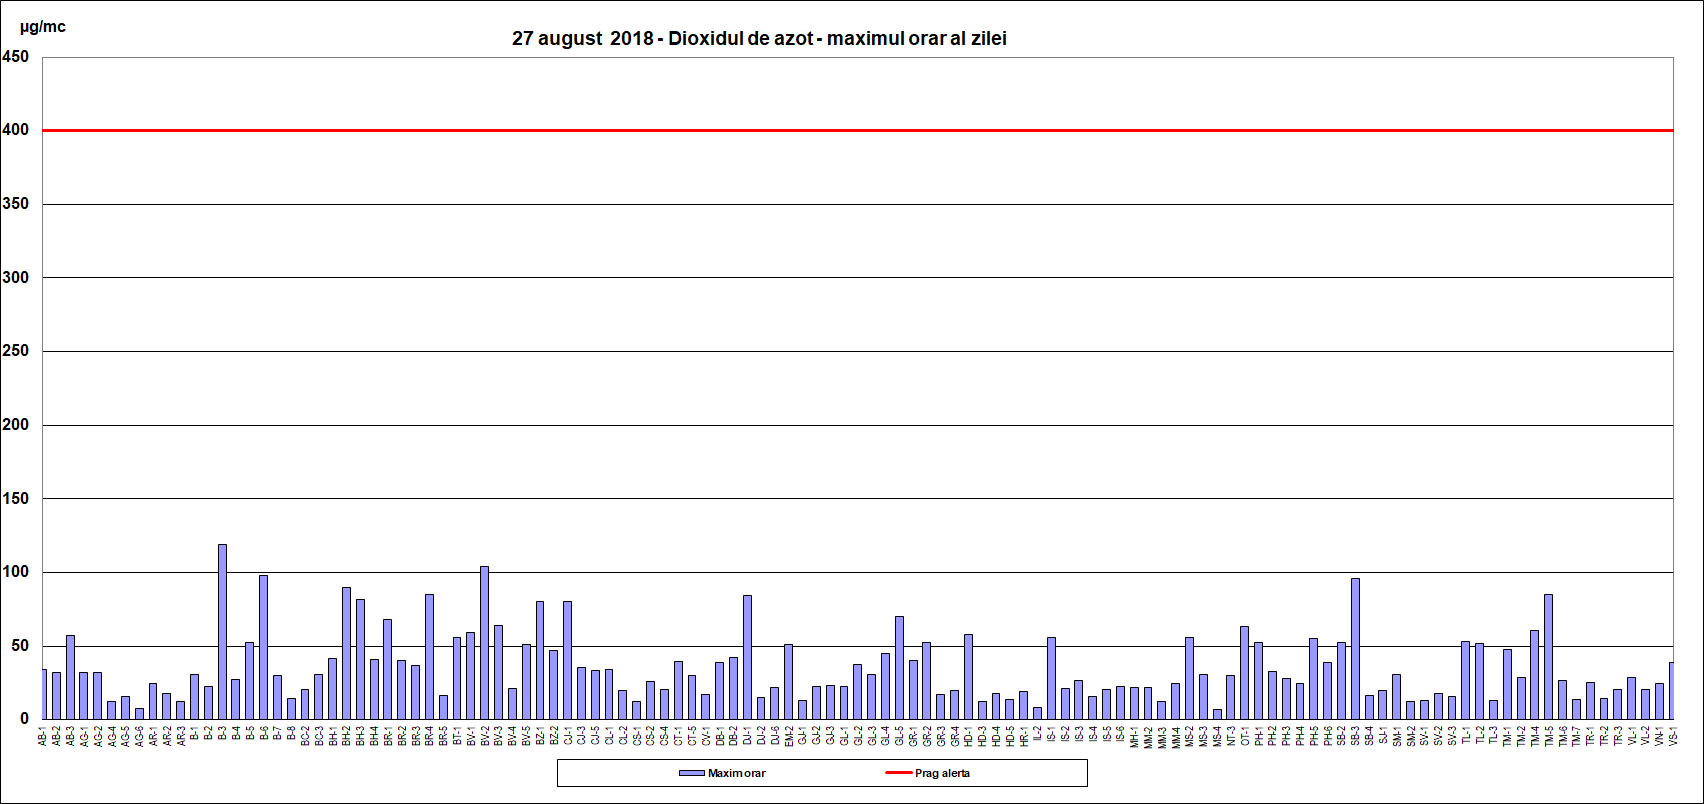 µg/mc
27 august 2018 - Dioxidul de azot - maximul orar al zilei
450
400
350
300
250
200
150
100
50
0
AB-1 AB-2 AB-3 AG-1 AG-2 AG-4 AG-5 AG-6 AR-1 AR-2 AR-3 B-1 B-2 B-3 B-4 B-5 B-6 B-7 B-8 BC-2 BC-3 BH-1 BH-2 BH-3 BH-4 BR-1 BR-2 BR-3 BR-4 BR-5 BT-1 BV-1 BV-2 BV-3 BV-4 BV-5 BZ-1 BZ-2 CJ-1 CJ-3 CJ-5 CL-1 CL-2 CS-1 CS-2 CS-4 CT-1 CT-5 CV-1 DB-1 DB-2 DJ-1 DJ-2 DJ-6 EM-2 GJ-1 GJ-2 GJ-3 GL-1 GL-2 GL-3 GL-4 GL-5 GR-1 GR-2 GR-3 GR-4 HD-1 HD-3 HD-4 HD-5 HR-1 IL-2 IS-1 IS-2 IS-3 IS-4 IS-5 IS-6 MH-1 MM-2 MM-3 MM-4 MS-2 MS-3 MS-4 NT-3 OT-1 PH-1 PH-2 PH-3 PH-4 PH-5 PH-6 SB-2 SB-3 SB-4 SJ-1 SM-1 SM-2 SV-1 SV-2 SV-3 TL-1 TL-2 TL-3 TM-1 TM-2 TM-4 TM-5 TM-6 TM-7 TR-1 TR-2 TR-3 VL-1 VL-2 VN-1 VS-1
Maxim orar Prag alerta